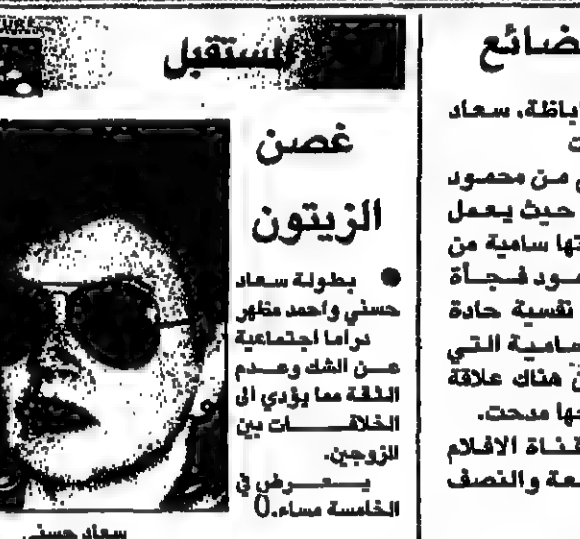 ضائع
اباظة، سعاد
من محمود
حيث يعمل
سامية من
فجأة
نفسية حادة
التي
هناك علاقة
مدحت.
قناة الافلام
والنصف
المستقبل
غصن
الزيتون
● بطولة سعاد
حسني واحمد مظهر
دراما اجتماعية
عن الشك وعدم
الثقة مما يؤدي الى
الخلافات بين
الزوجين.
يعرض في
الخامسة مساء.()
سعاد حسني